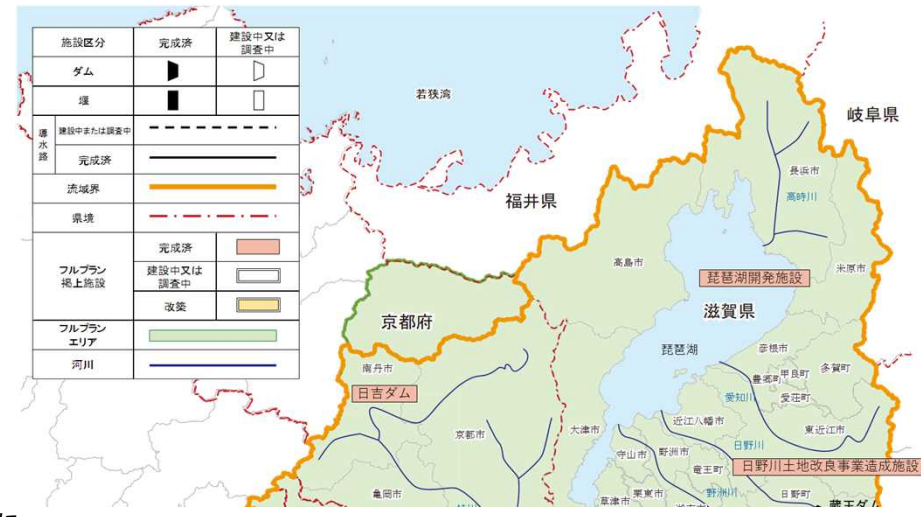 施設区分 完成済 建設中又は
調査中
ダム
堰
導水路 建設中または調査中
完成済
流域界
県境
フルプラン
掲上施設
完成済
建設中又は
調査中
改築
フルプラン
エリア
河川
若狭湾
岐阜県
福井県
長浜市
高時川
高島市
米原市
琵琶湖開発施設
京都府
滋賀県
琵琶湖
彦根市
南丹市
豊郷町
甲良町
多賀町
日吉ダム
愛知川
愛荘町
近江八幡市
京都市
大津市
東近江市
日野川
守山市
野洲市
竜王町
日野川土地改良事業造成施設
亀岡市
草津市
栗東市
野洲川
日野町
蔵王ダム